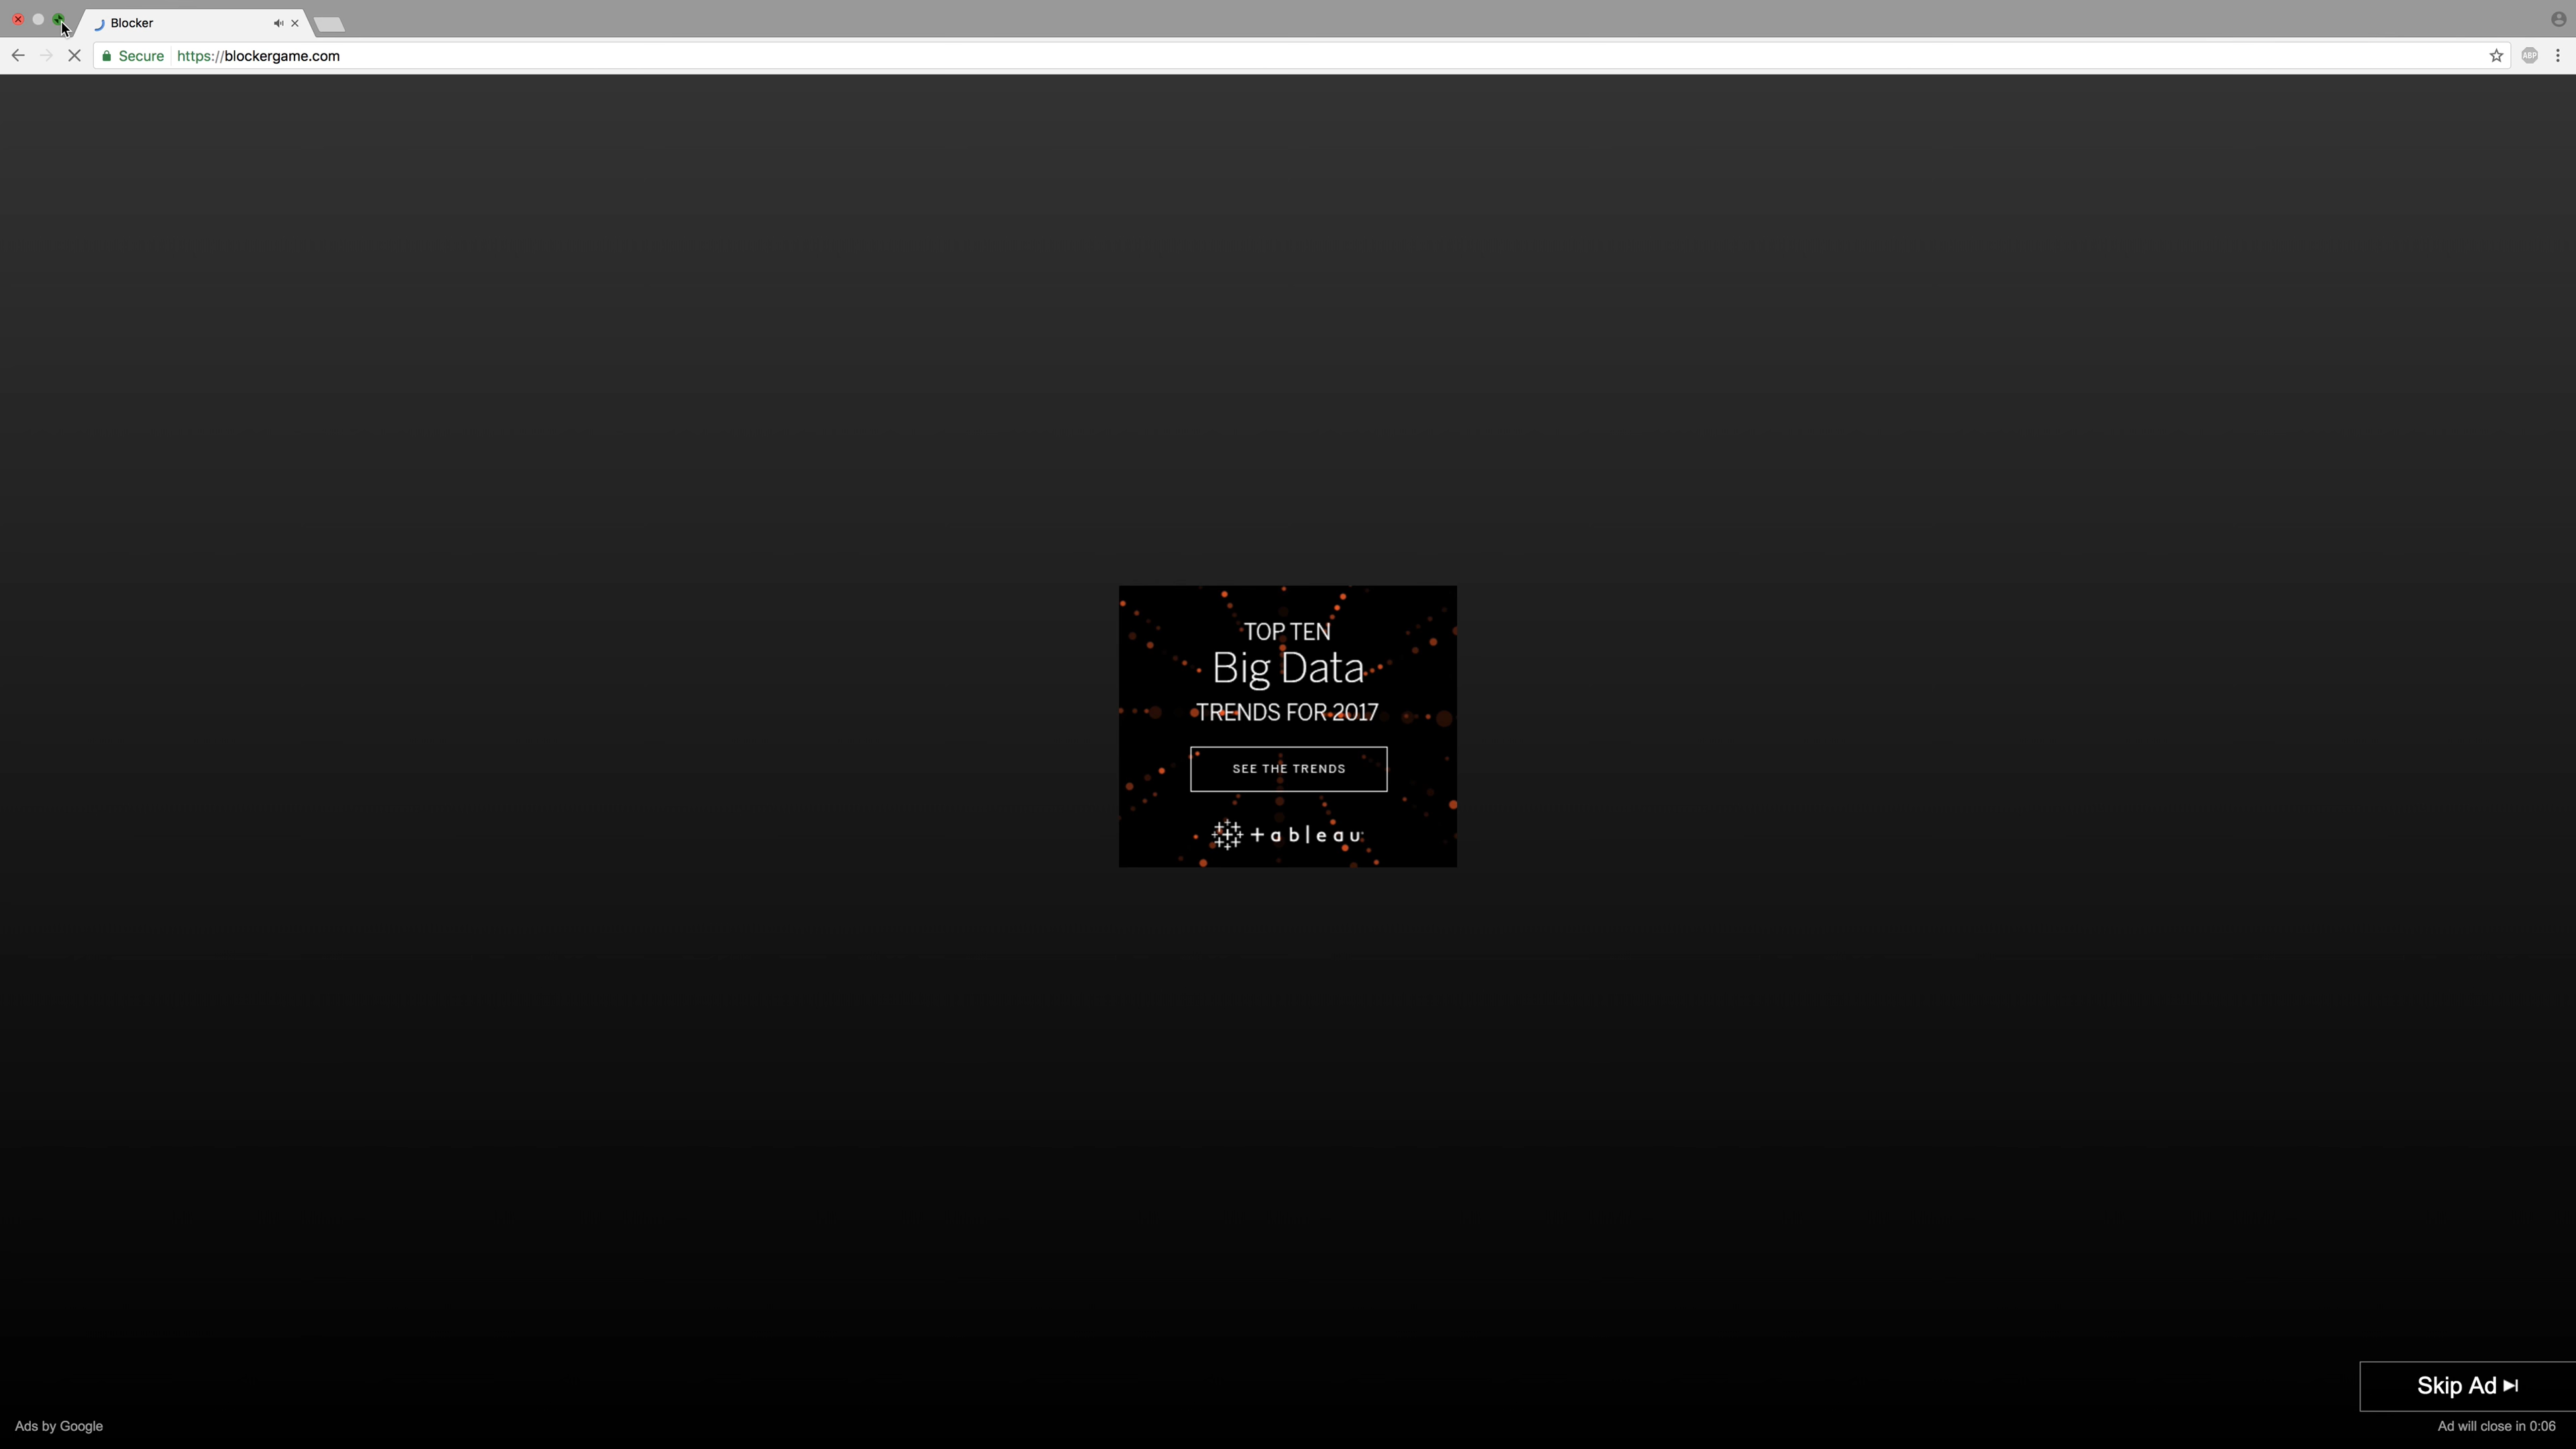 Blocker
Secure https://blockergame.com
ABP
TOP TEN
Big Data
TRENDS FOR 2017
SEE THE TRENDS
+ableau
Skip Ad
Ads by Google
Ad will close in 0:06